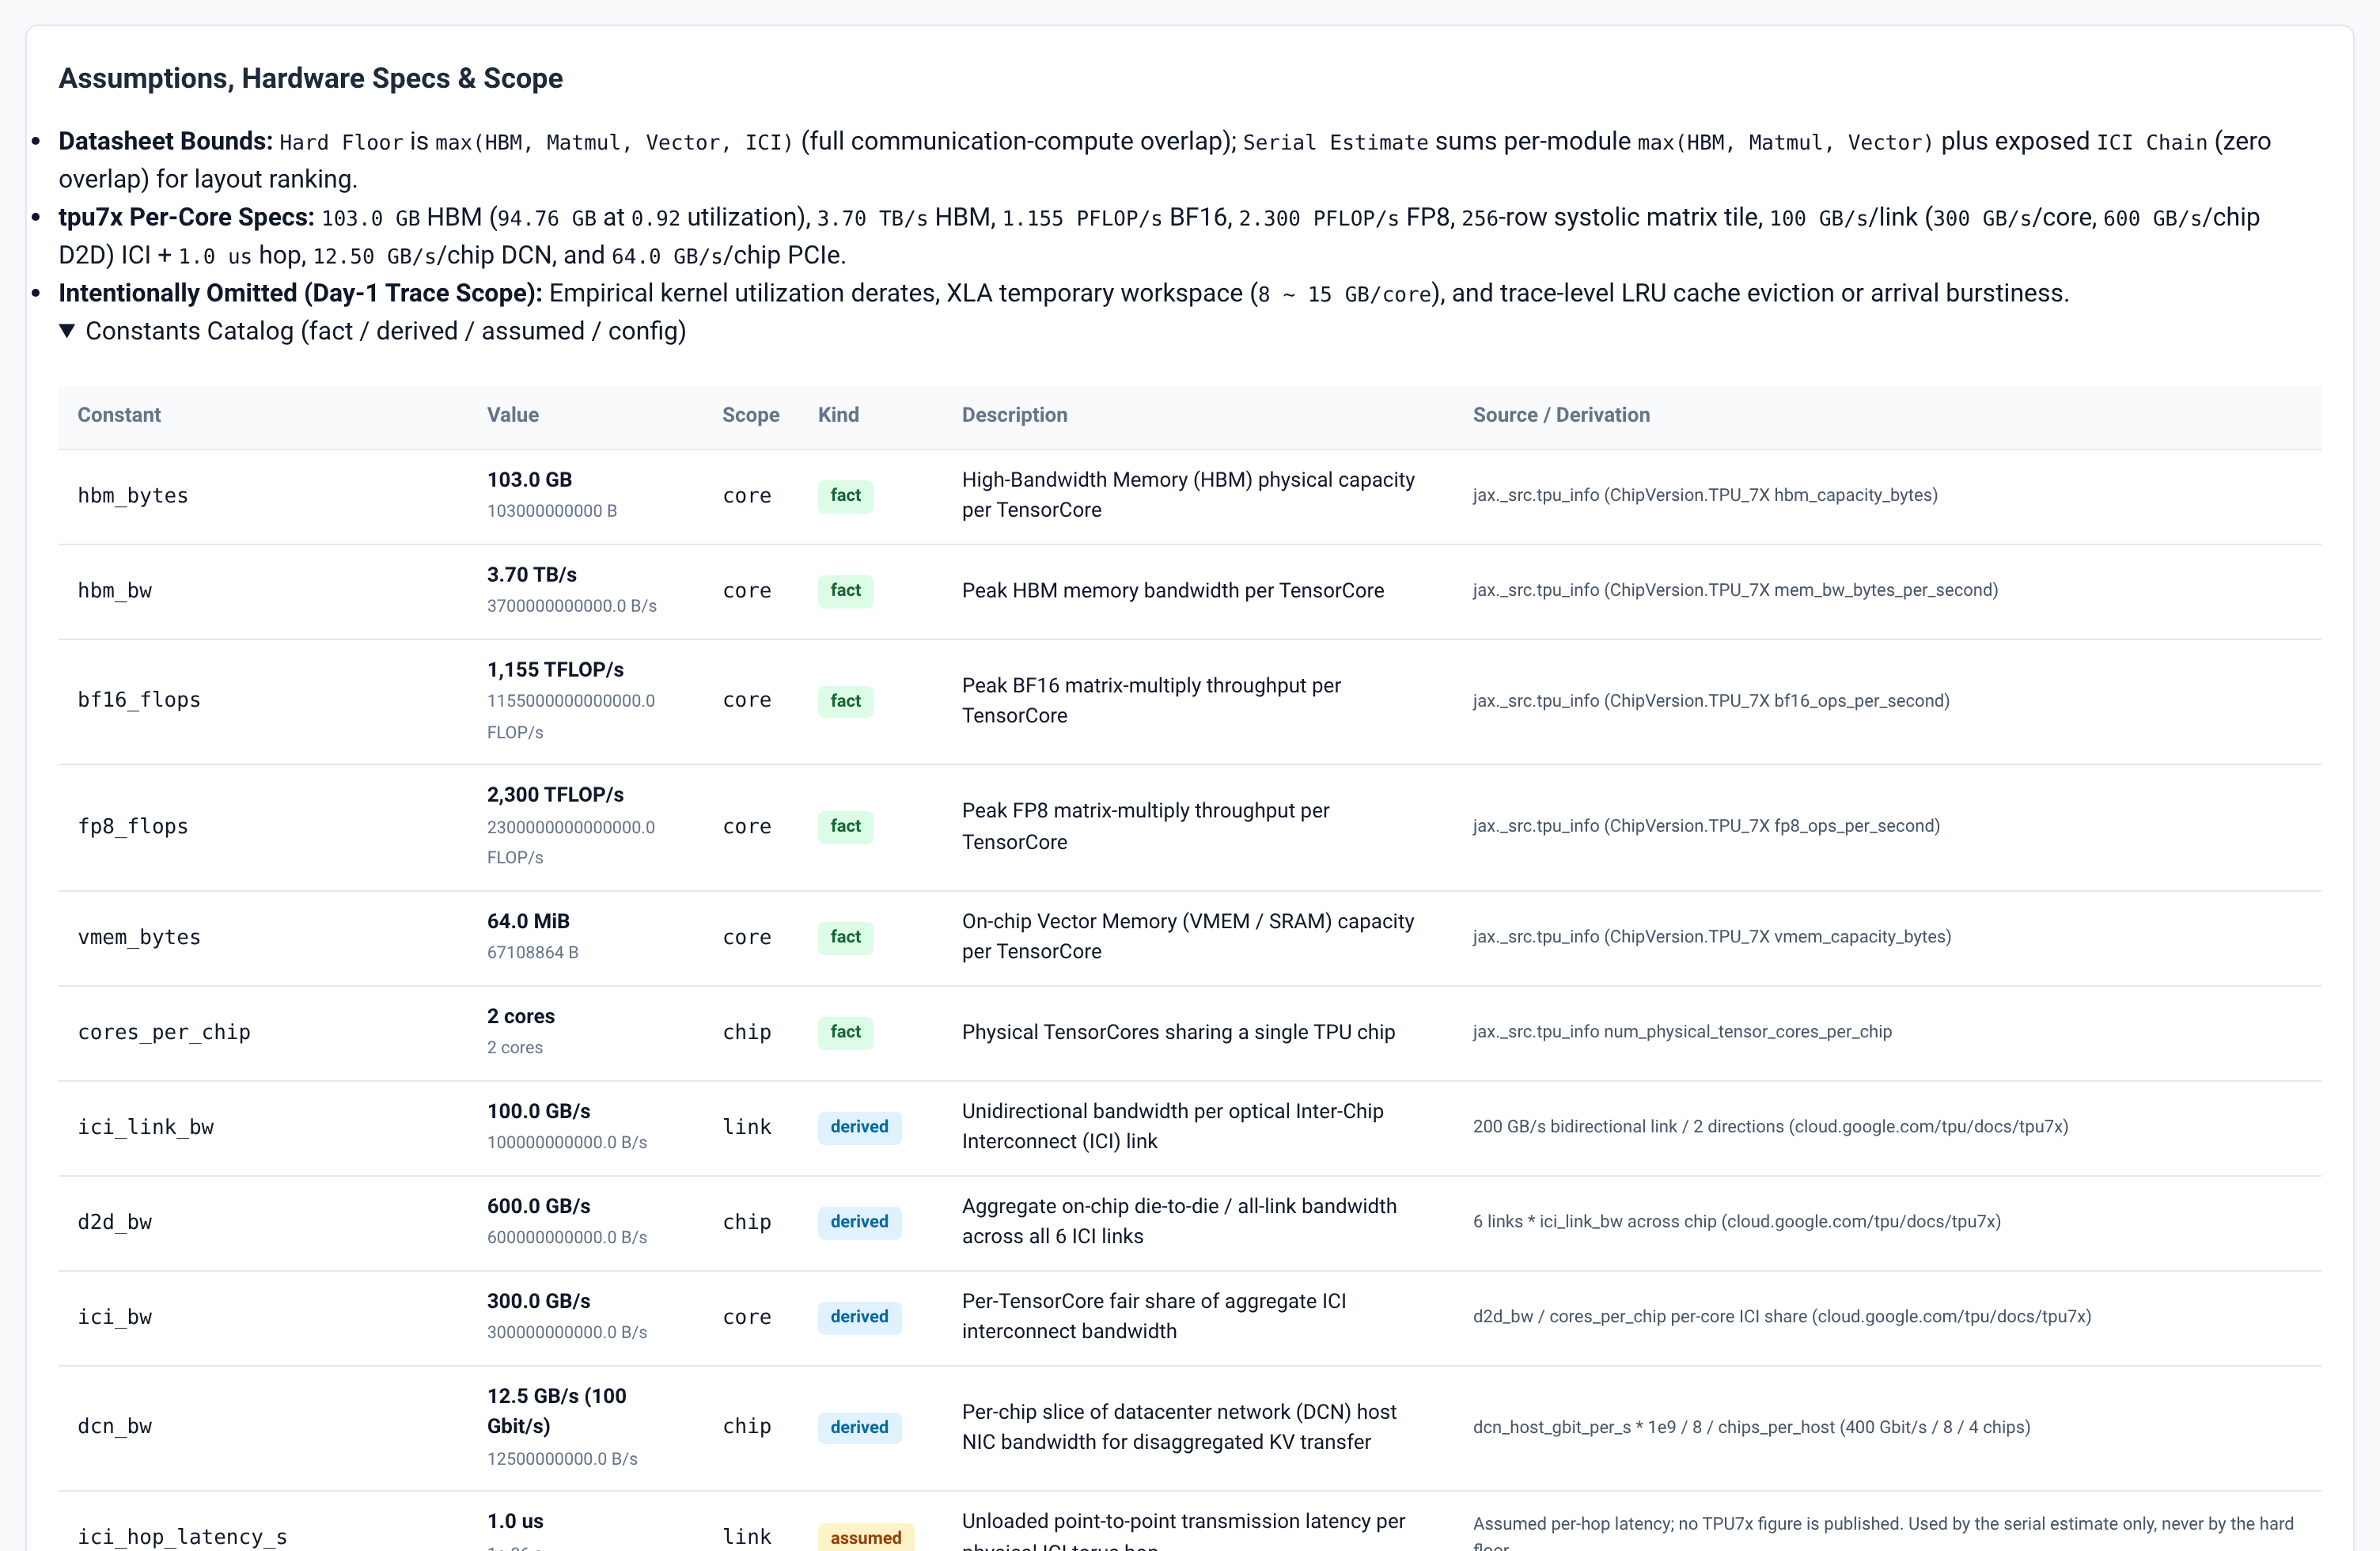 Assumptions, Hardware Specs & Scope
• Datasheet Bounds: Hard Floor is max(HBM, Matmul, Vector, ICI) (full communication-compute overlap); Serial Estimate sums per-module max(HBM, Matmul, Vector) plus exposed ICI Chain (zero
overlap) for layout ranking.
• tpu7x Per-Core Specs: 103.0 GB HBM (94.76 GB at 0.92 utilization), 3.70 TB/s HBM, 1.155 PFLOP/s BF16, 2.300 PFLOP/s FP8, 256-row systolic matrix tile, 100 GB/s/link (300 GB/s/core, 600 GB/s/chip
D2D) ICI + 1.0 us hop, 12.50 GB/s/chip DCN, and 64.0 GB/s/chip PCIe.
• Intentionally Omitted (Day-1 Trace Scope): Empirical kernel utilization derates, XLA temporary workspace (8 ~ 15 GB/core), and trace-level LRU cache eviction or arrival burstiness.
▼ Constants Catalog (fact / derived / assumed / config)
Constant Value Scope Kind Description Source / Derivation
hbm_bytes
103.0 GB
103000000000 B
core
fact
High-Bandwidth Memory (HBM) physical capacity
per TensorCore
jax._src.tpu_info (ChipVersion.TPU_7X hbm_capacity_bytes)
hbm_bw
3.70 TB/s
3700000000000.0 B/s
core
fact
Peak HBM memory bandwidth per TensorCore
jax._src.tpu_info (ChipVersion.TPU_7X mem_bw_bytes_per_second)
bf16_flops
1,155 TFLOP/s
1155000000000000.0
FLOP/s
core
fact
Peak BF16 matrix-multiply throughput per
TensorCore
jax._src.tpu_info (ChipVersion.TPU_7X bf16_ops_per_second)
fp8_flops
2,300 TFLOP/s
2300000000000000.0
FLOP/s
core
fact
Peak FP8 matrix-multiply throughput per
TensorCore
jax._src.tpu_info (ChipVersion.TPU_7X fp8_ops_per_second)
vmem_bytes
64.0 MiB
67108864 B
core
fact
On-chip Vector Memory (VMEM / SRAM) capacity
per TensorCore
jax._src.tpu_info (ChipVersion.TPU_7X vmem_capacity_bytes)
cores_per_chip
2 cores
2 cores
chip
fact
Physical TensorCores sharing a single TPU chip
jax._src.tpu_info num_physical_tensor_cores_per_chip
ici_link_bw
100.0 GB/s
100000000000.0 B/s
link
derived
Unidirectional bandwidth per optical Inter-Chip
Interconnect (ICI) link
200 GB/s bidirectional link / 2 directions (cloud.google.com/tpu/docs/tpu7x)
d2d_bw
600.0 GB/s
600000000000.0 B/s
chip
derived
Aggregate on-chip die-to-die / all-link bandwidth
across all 6 ICI links
6 links * ici_link_bw across chip (cloud.google.com/tpu/docs/tpu7x)
ici_bw
300.0 GB/s
300000000000.0 B/s
core
derived
Per-TensorCore fair share of aggregate ICI
interconnect bandwidth
d2d_bw / cores_per_chip per-core ICI share (cloud.google.com/tpu/docs/tpu7x)
dcn_bw
12.5 GB/s (100
Gbit/s)
12500000000.0 B/s
chip
derived
Per-chip slice of datacenter network (DCN) host
NIC bandwidth for disaggregated KV transfer
dcn_host_gbit_per_s * 1e9 / 8 / chips_per_host (400 Gbit/s / 8 / 4 chips)
ici_hop_latency_s
1.0 us
link
assumed
Unloaded point-to-point transmission latency per
physical ICI torus hop
Assumed per-hop latency; no TPU7x figure is published. Used by the serial estimate only, never by the hard
floor